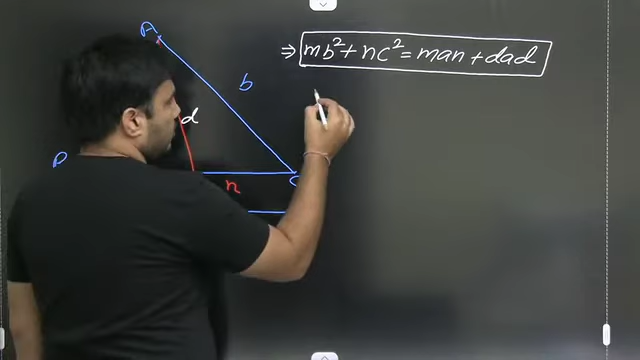 A
⇒ mb² + nc² = man + dad
b
d
n